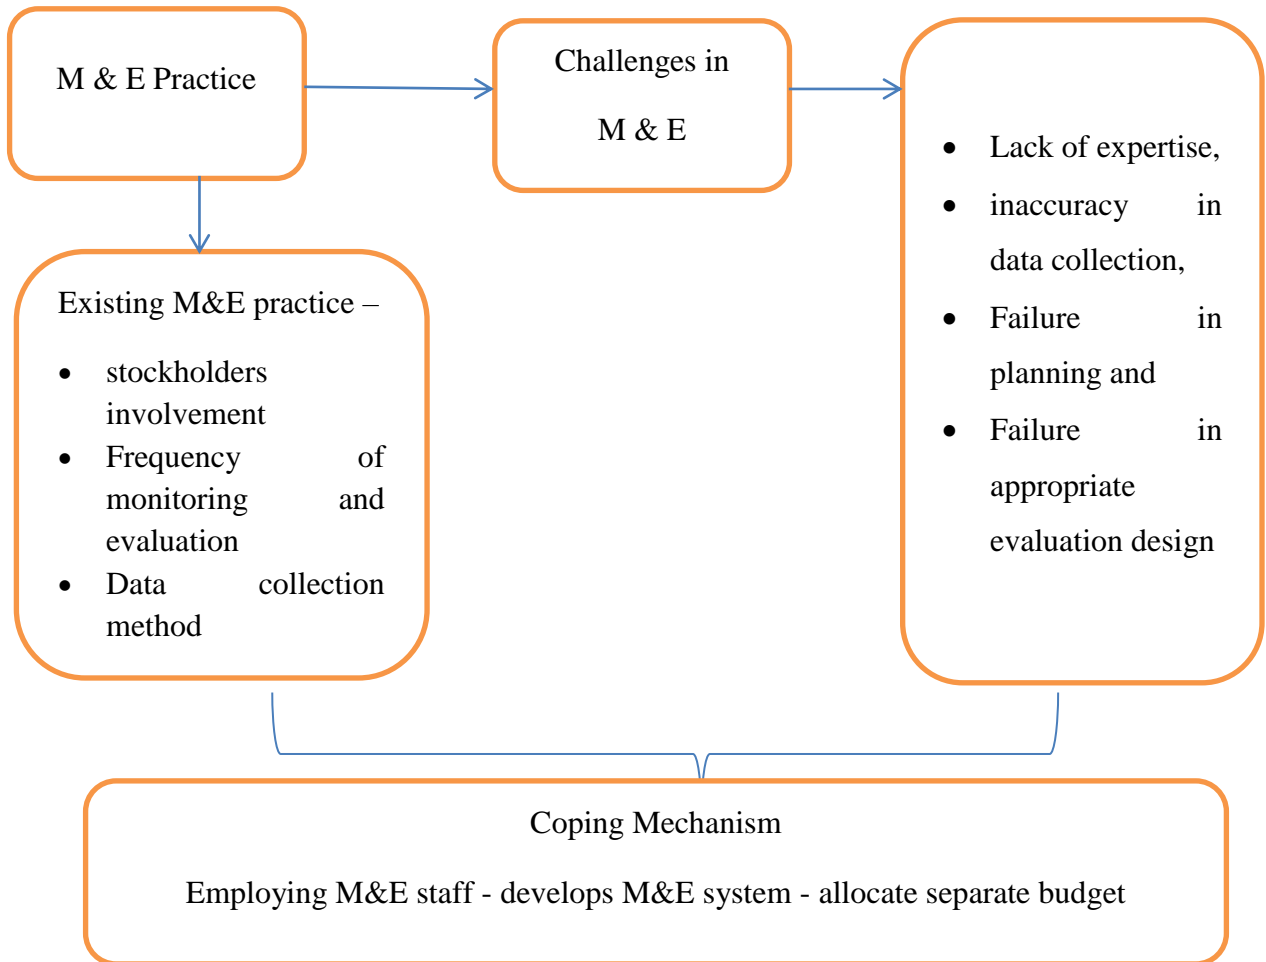 M & E Practice
Challenges in
M & E
• Lack of expertise,
• inaccuracy in
data collection,
• Failure in
planning and
• Failure in
appropriate
evaluation design
Existing M&E practice –
• stockholders
involvement
• Frequency of
monitoring and
evaluation
• Data collection
method
Coping Mechanism
Employing M&E staff - develops M&E system - allocate separate budget